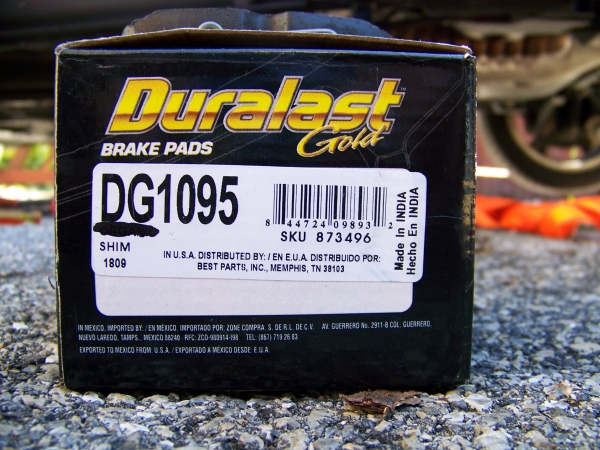 Duralast
Gold
BRAKE PADS
DG1095
8 44724 09893 2
SKU 873496
SHIM
1809
IN U.S.A. DISTRIBUTED BY: / EN E.U.A. DISTRIBUIDO POR:
BEST PARTS, INC., MEMPHIS, TN 38103
Made In INDIA
Hecho En INDIA
IN MEXICO, IMPORTED BY: / EN MÉXICO, IMPORTADO POR: ZONE COMPRA, S. DE R.L. DE C.V. AV. GUERRERO No. 2911-B COL. GUERRERO,
NUEVO LAREDO, TAMPS., MEXICO 88240 RFC: ZCO-980914-I98 TEL. (867) 719 26 83
EXPORTED TO MEXICO FROM: U.S.A. / EXPORTADO A MÉXICO DESDE: E.U.A.